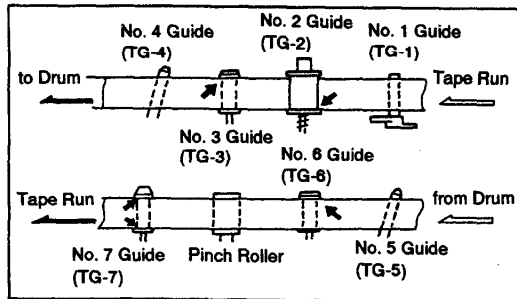 No. 4 Guide
(TG-4)
No. 2 Guide
(TG-2)
No. 1 Guide
(TG-1)
to Drum
Tape Run
No. 3 Guide
(TG-3)
No. 6 Guide
(TG-6)
Tape Run
from Drum
No. 7 Guide
(TG-7)
Pinch Roller
No. 5 Guide
(TG-5)